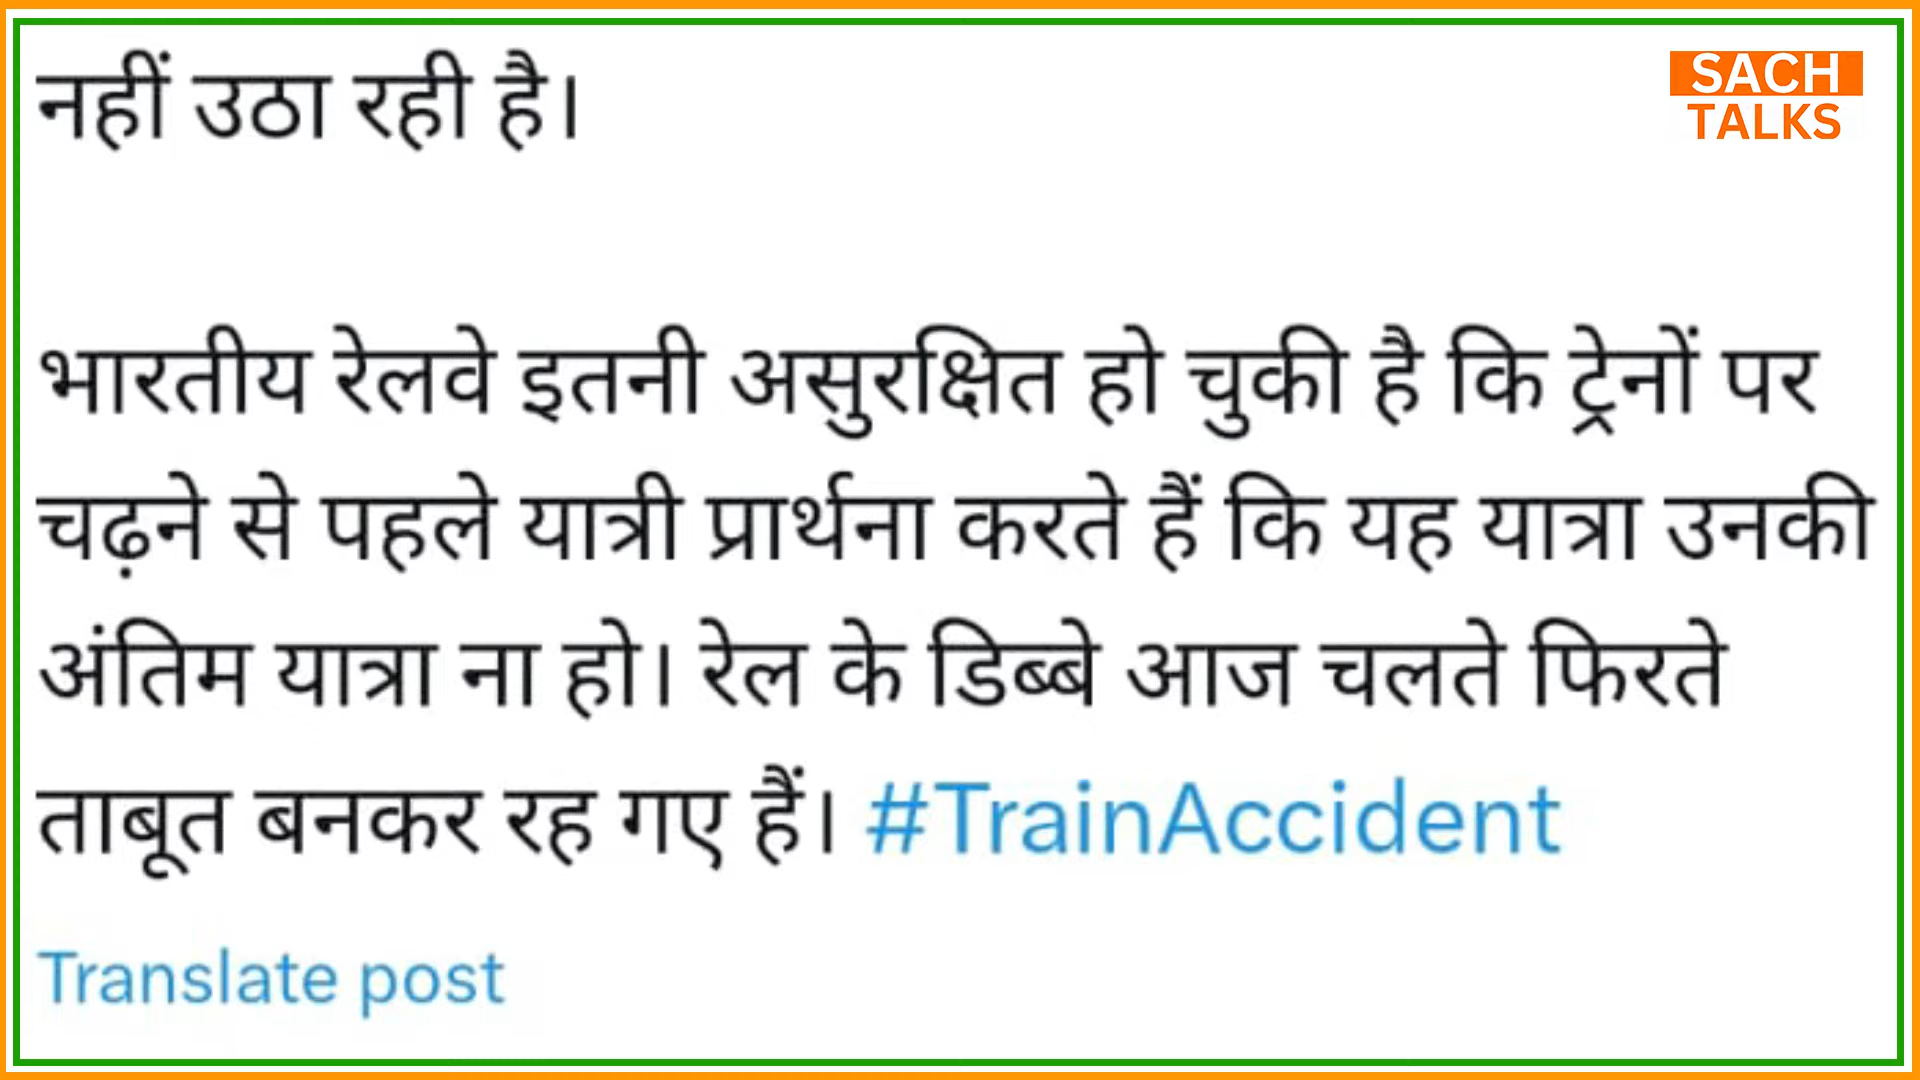 नहीं उठा रही है।
SACH
TALKS
भारतीय रेलवे इतनी असुरक्षित हो चुकी है कि ट्रेनों पर
चढ़ने से पहले यात्री प्रार्थना करते हैं कि यह यात्रा उनकी
अंतिम यात्रा ना हो। रेल के डिब्बे आज चलते फिरते
ताबूत बनकर रह गए हैं। #TrainAccident
Translate post